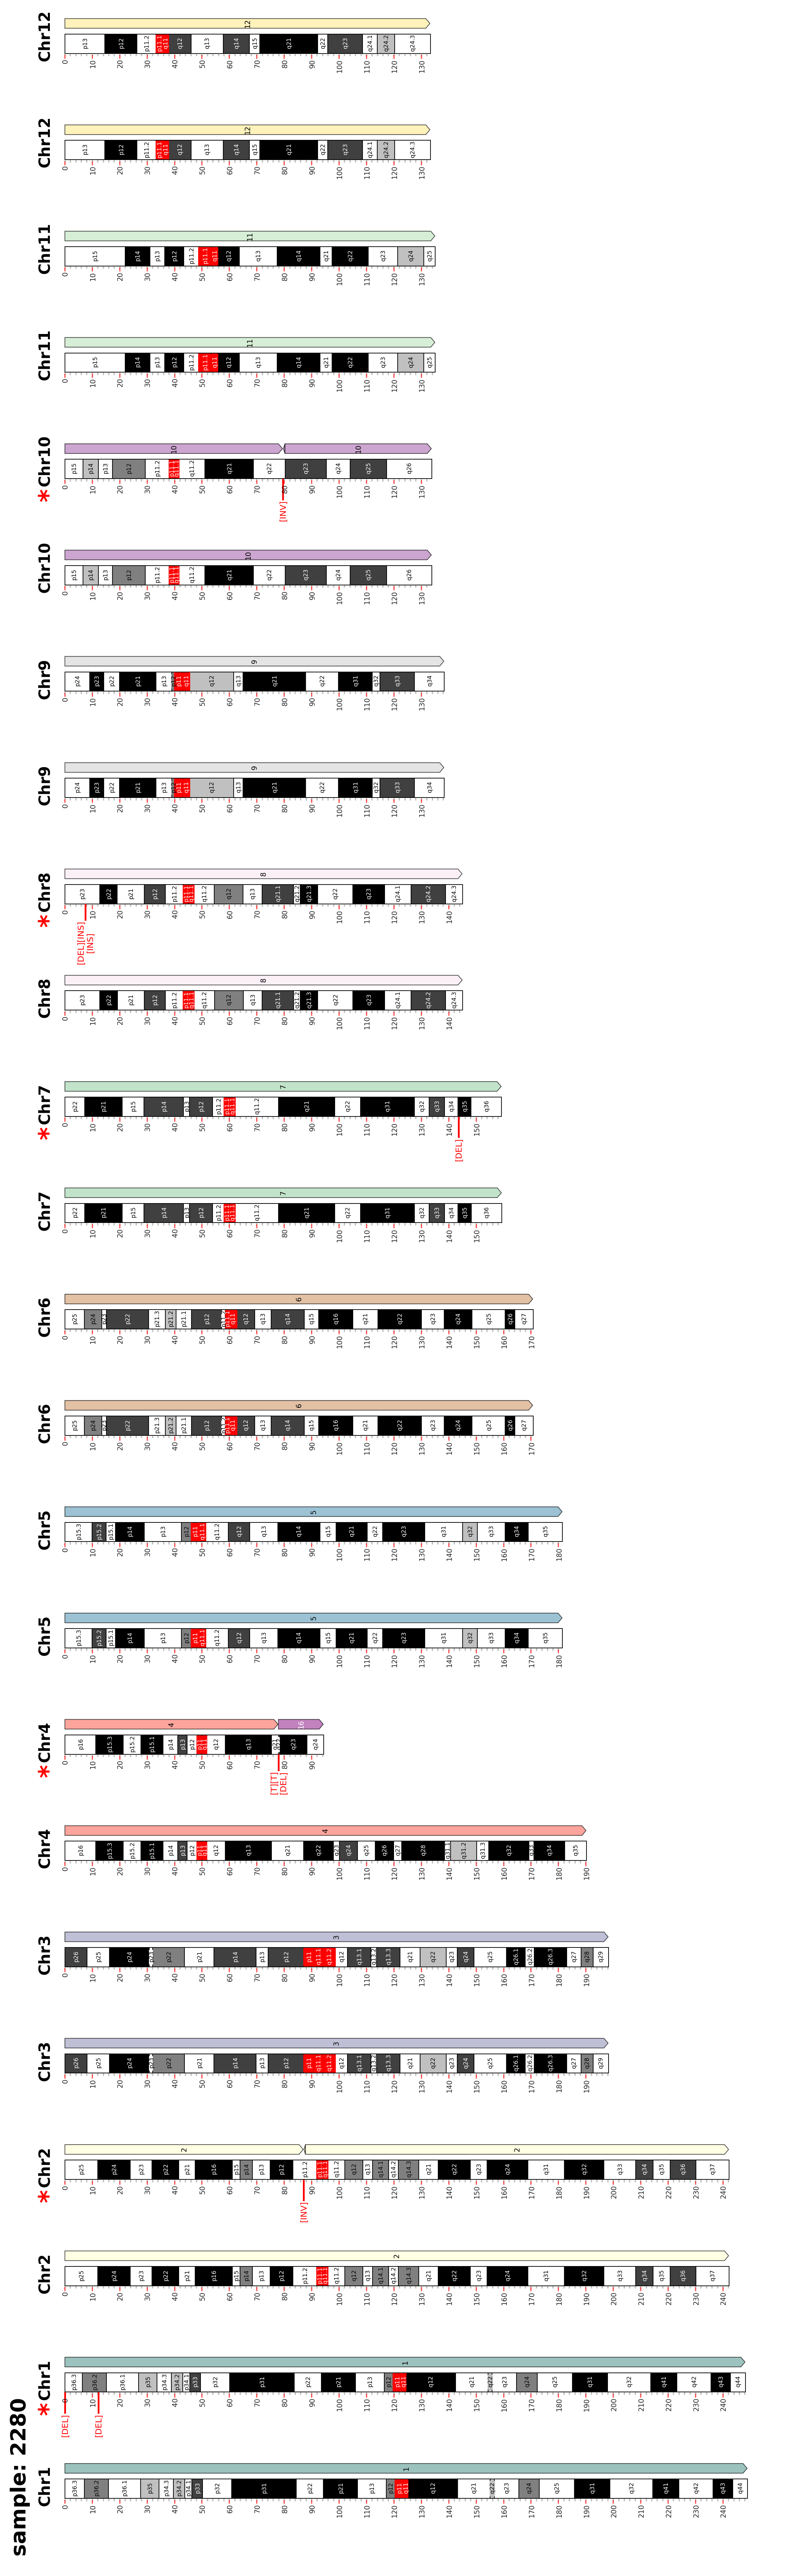 sample: 2280
Chr1
1
p36.3 p36.2 p36.1 p35 p34.3 p34.2 p34.1 p33 p32 p31 p22 p21 p13 p12 p11 q11 q12 q21 q22 q23 q24 q25 q31 q32 q41 q42 q43 q44
0 10 20 30 40 50 60 70 80 90 100 110 120 130 140 150 160 170 180 190 200 210 220 230 240
*Chr1
1
p36.3 p36.2 p36.1 p35 p34.3 p34.2 p34.1 p33 p32 p31 p22 p21 p13 p12 p11 q11 q12 q21 q22 q23 q24 q25 q31 q32 q41 q42 q43 q44
0 10 20 30 40 50 60 70 80 90 100 110 120 130 140 150 160 170 180 190 200 210 220 230 240
[DEL]
[DEL]
Chr2
2
p25 p24 p23 p22 p21 p16 p15 p14 p13 p12 p11.2 p11.1 q11.1 q11.2 q12 q13 q14.1 q14.2 q14.3 q21 q22 q23 q24 q31 q32 q33 q34 q35 q36 q37
0 10 20 30 40 50 60 70 80 90 100 110 120 130 140 150 160 170 180 190 200 210 220 230 240
*Chr2
2
2
p25 p24 p23 p22 p21 p16 p15 p14 p13 p12 p11.2 p11.1 q11.1 q11.2 q12 q13 q14.1 q14.2 q14.3 q21 q22 q23 q24 q31 q32 q33 q34 q35 q36 q37
0 10 20 30 40 50 60 70 80 90 100 110 120 130 140 150 160 170 180 190 200 210 220 230 240
[INV]
Chr3
3
p26 p25 p24 p23 p22 p21 p14 p13 p12 p11 q11.1 q11.2 q12 q13.1 q13.2 q13.3 q21 q22 q23 q24 q25 q26.1 q26.2 q26.3 q27 q28 q29
0 10 20 30 40 50 60 70 80 90 100 110 120 130 140 150 160 170 180 190
Chr3
3
p26 p25 p24 p23 p22 p21 p14 p13 p12 p11 q11.1 q11.2 q12 q13.1 q13.2 q13.3 q21 q22 q23 q24 q25 q26.1 q26.2 q26.3 q27 q28 q29
0 10 20 30 40 50 60 70 80 90 100 110 120 130 140 150 160 170 180 190
Chr4
4
p16 p15.3 p15.2 p15.1 p14 p13 p12 p11 q11 q12 q13 q21 q22 q23 q24 q25 q26 q27 q28 q31.1 q31.2 q31.3 q32 q33 q34 q35
0 10 20 30 40 50 60 70 80 90 100 110 120 130 140 150 160 170 180 190
*Chr4
4
16
p16 p15.3 p15.2 p15.1 p14 p13 p12 p11 q11 q12 q13 q21 q23 q24
0 10 20 30 40 50 60 70 80 90
[T][T]
[DEL]
Chr5
5
p15.3 p15.2 p15.1 p14 p13 p12 p11 q11.1 q11.2 q12 q13 q14 q15 q21 q22 q23 q31 q32 q33 q34 q35
0 10 20 30 40 50 60 70 80 90 100 110 120 130 140 150 160 170 180
Chr5
5
p15.3 p15.2 p15.1 p14 p13 p12 p11 q11.1 q11.2 q12 q13 q14 q15 q21 q22 q23 q31 q32 q33 q34 q35
0 10 20 30 40 50 60 70 80 90 100 110 120 130 140 150 160 170 180
Chr6
6
p25 p24 p23 p22 p21.3 p21.2 p21.1 p12 p11.2 p11.1 q11 q12 q13 q14 q15 q16 q21 q22 q23 q24 q25 q26 q27
0 10 20 30 40 50 60 70 80 90 100 110 120 130 140 150 160 170
Chr6
6
p25 p24 p23 p22 p21.3 p21.2 p21.1 p12 p11.2 p11.1 q11 q12 q13 q14 q15 q16 q21 q22 q23 q24 q25 q26 q27
0 10 20 30 40 50 60 70 80 90 100 110 120 130 140 150 160 170
Chr7
7
p22 p21 p15 p14 p13 p12 p11.2 p11.1 q11.1 q11.2 q21 q22 q31 q32 q33 q34 q35 q36
0 10 20 30 40 50 60 70 80 90 100 110 120 130 140 150
*Chr7
7
p22 p21 p15 p14 p13 p12 p11.2 p11.1 q11.1 q11.2 q21 q22 q31 q32 q33 q34 q35 q36
0 10 20 30 40 50 60 70 80 90 100 110 120 130 140 150
[DEL]
Chr8
8
p23 p22 p21 p12 p11.2 p11.1 q11.1 q11.2 q12 q13 q21.1 q21.2 q21.3 q22 q23 q24.1 q24.2 q24.3
0 10 20 30 40 50 60 70 80 90 100 110 120 130 140
*Chr8
8
p23 p22 p21 p12 p11.2 p11.1 q11.1 q11.2 q12 q13 q21.1 q21.2 q21.3 q22 q23 q24.1 q24.2 q24.3
0 10 20 30 40 50 60 70 80 90 100 110 120 130 140
[DEL][INS]
[INS]
Chr9
9
p24 p23 p22 p21 p13 p12 p11 q11 q12 q13 q21 q22 q31 q32 q33 q34
0 10 20 30 40 50 60 70 80 90 100 110 120 130
Chr9
9
p24 p23 p22 p21 p13 p12 p11 q11 q12 q13 q21 q22 q31 q32 q33 q34
0 10 20 30 40 50 60 70 80 90 100 110 120 130
Chr10
10
p15 p14 p13 p12 p11.2 p11.1 q11.1 q11.2 q21 q22 q23 q24 q25 q26
0 10 20 30 40 50 60 70 80 90 100 110 120 130
*Chr10
10
10
p15 p14 p13 p12 p11.2 p11.1 q11.1 q11.2 q21 q22 q23 q24 q25 q26
0 10 20 30 40 50 60 70 80 90 100 110 120 130
[INV]
Chr11
11
p15 p14 p13 p12 p11.2 p11.1 q11 q12 q13 q14 q21 q22 q23 q24 q25
0 10 20 30 40 50 60 70 80 90 100 110 120 130
Chr11
11
p15 p14 p13 p12 p11.2 p11.1 q11 q12 q13 q14 q21 q22 q23 q24 q25
0 10 20 30 40 50 60 70 80 90 100 110 120 130
Chr12
12
p13 p12 p11.2 p11.1 q11 q12 q13 q14 q15 q21 q22 q23 q24.1 q24.2 q24.3
0 10 20 30 40 50 60 70 80 90 100 110 120 130
Chr12
12
p13 p12 p11.2 p11.1 q11 q12 q13 q14 q15 q21 q22 q23 q24.1 q24.2 q24.3
0 10 20 30 40 50 60 70 80 90 100 110 120 130